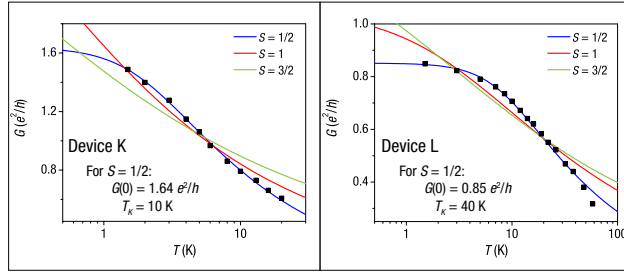 S = 1/2
S = 1
S = 3/2
1.6
1.2
0.8
G (e²/h)
Device K
For S = 1/2:
G(0) = 1.64 e²/h
T_K = 10 K
1
10
T (K)
S = 1/2
S = 1
S = 3/2
1.0
0.8
0.6
0.4
G (e²/h)
Device L
For S = 1/2:
G(0) = 0.85 e²/h
T_K = 40 K
1
10
100
T (K)